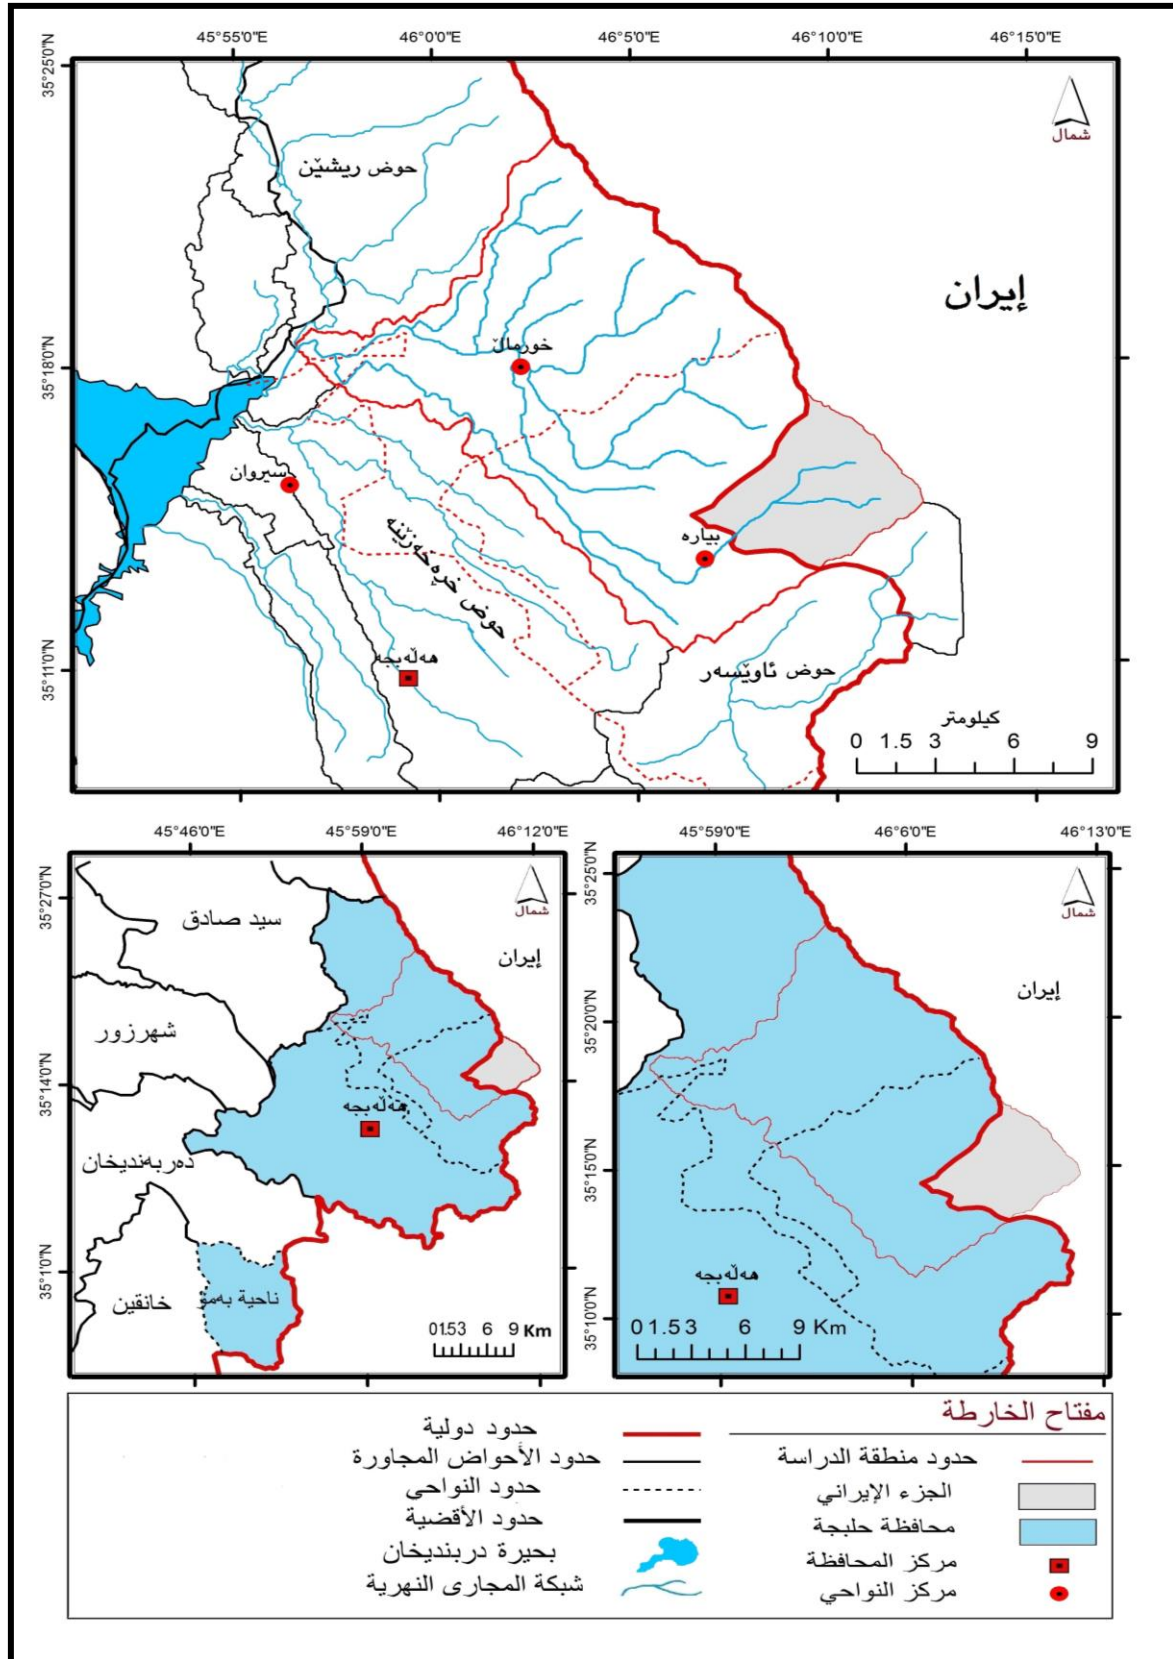 45°55'0"E
46°0'0"E
46°5'0"E
46°10'0"E
46°15'0"E
35°25'0"N
35°18'0"N
35°11'0"N
شمال
حوض ريشێن
إيران
خورماڵ
سيروان
بيارە
حوض خڕەجەڕێنە
هەڵەبجە
حوض ئاوێسەر
كيلومتر
0 1.5 3 6 9
45°46'0"E
45°59'0"E
46°12'0"E
35°27'0"N
35°14'0"N
35°1'0"N
شمال
سيد صادق
إيران
شهرزور
هەڵەبجە
دەربەنديخان
ناحية بەمۆ
خانقين
0 1.5 3 6 9 Km
45°59'0"E
46°6'0"E
46°13'0"E
35°25'0"N
35°20'0"N
35°15'0"N
35°10'0"N
شمال
إيران
هەڵەبجە
0 1.5 3 6 9 Km
مفتاح الخارطة
حدود منطقة الدراسة
الجزء الإيراني
محافظة حلبجة
مركز المحافظة
مركز النواحي
حدود دولية
حدود الأحواض المجاورة
حدود النواحي
حدود الأقضية
بحيرة دربنديخان
شبكة المجارى النهرية